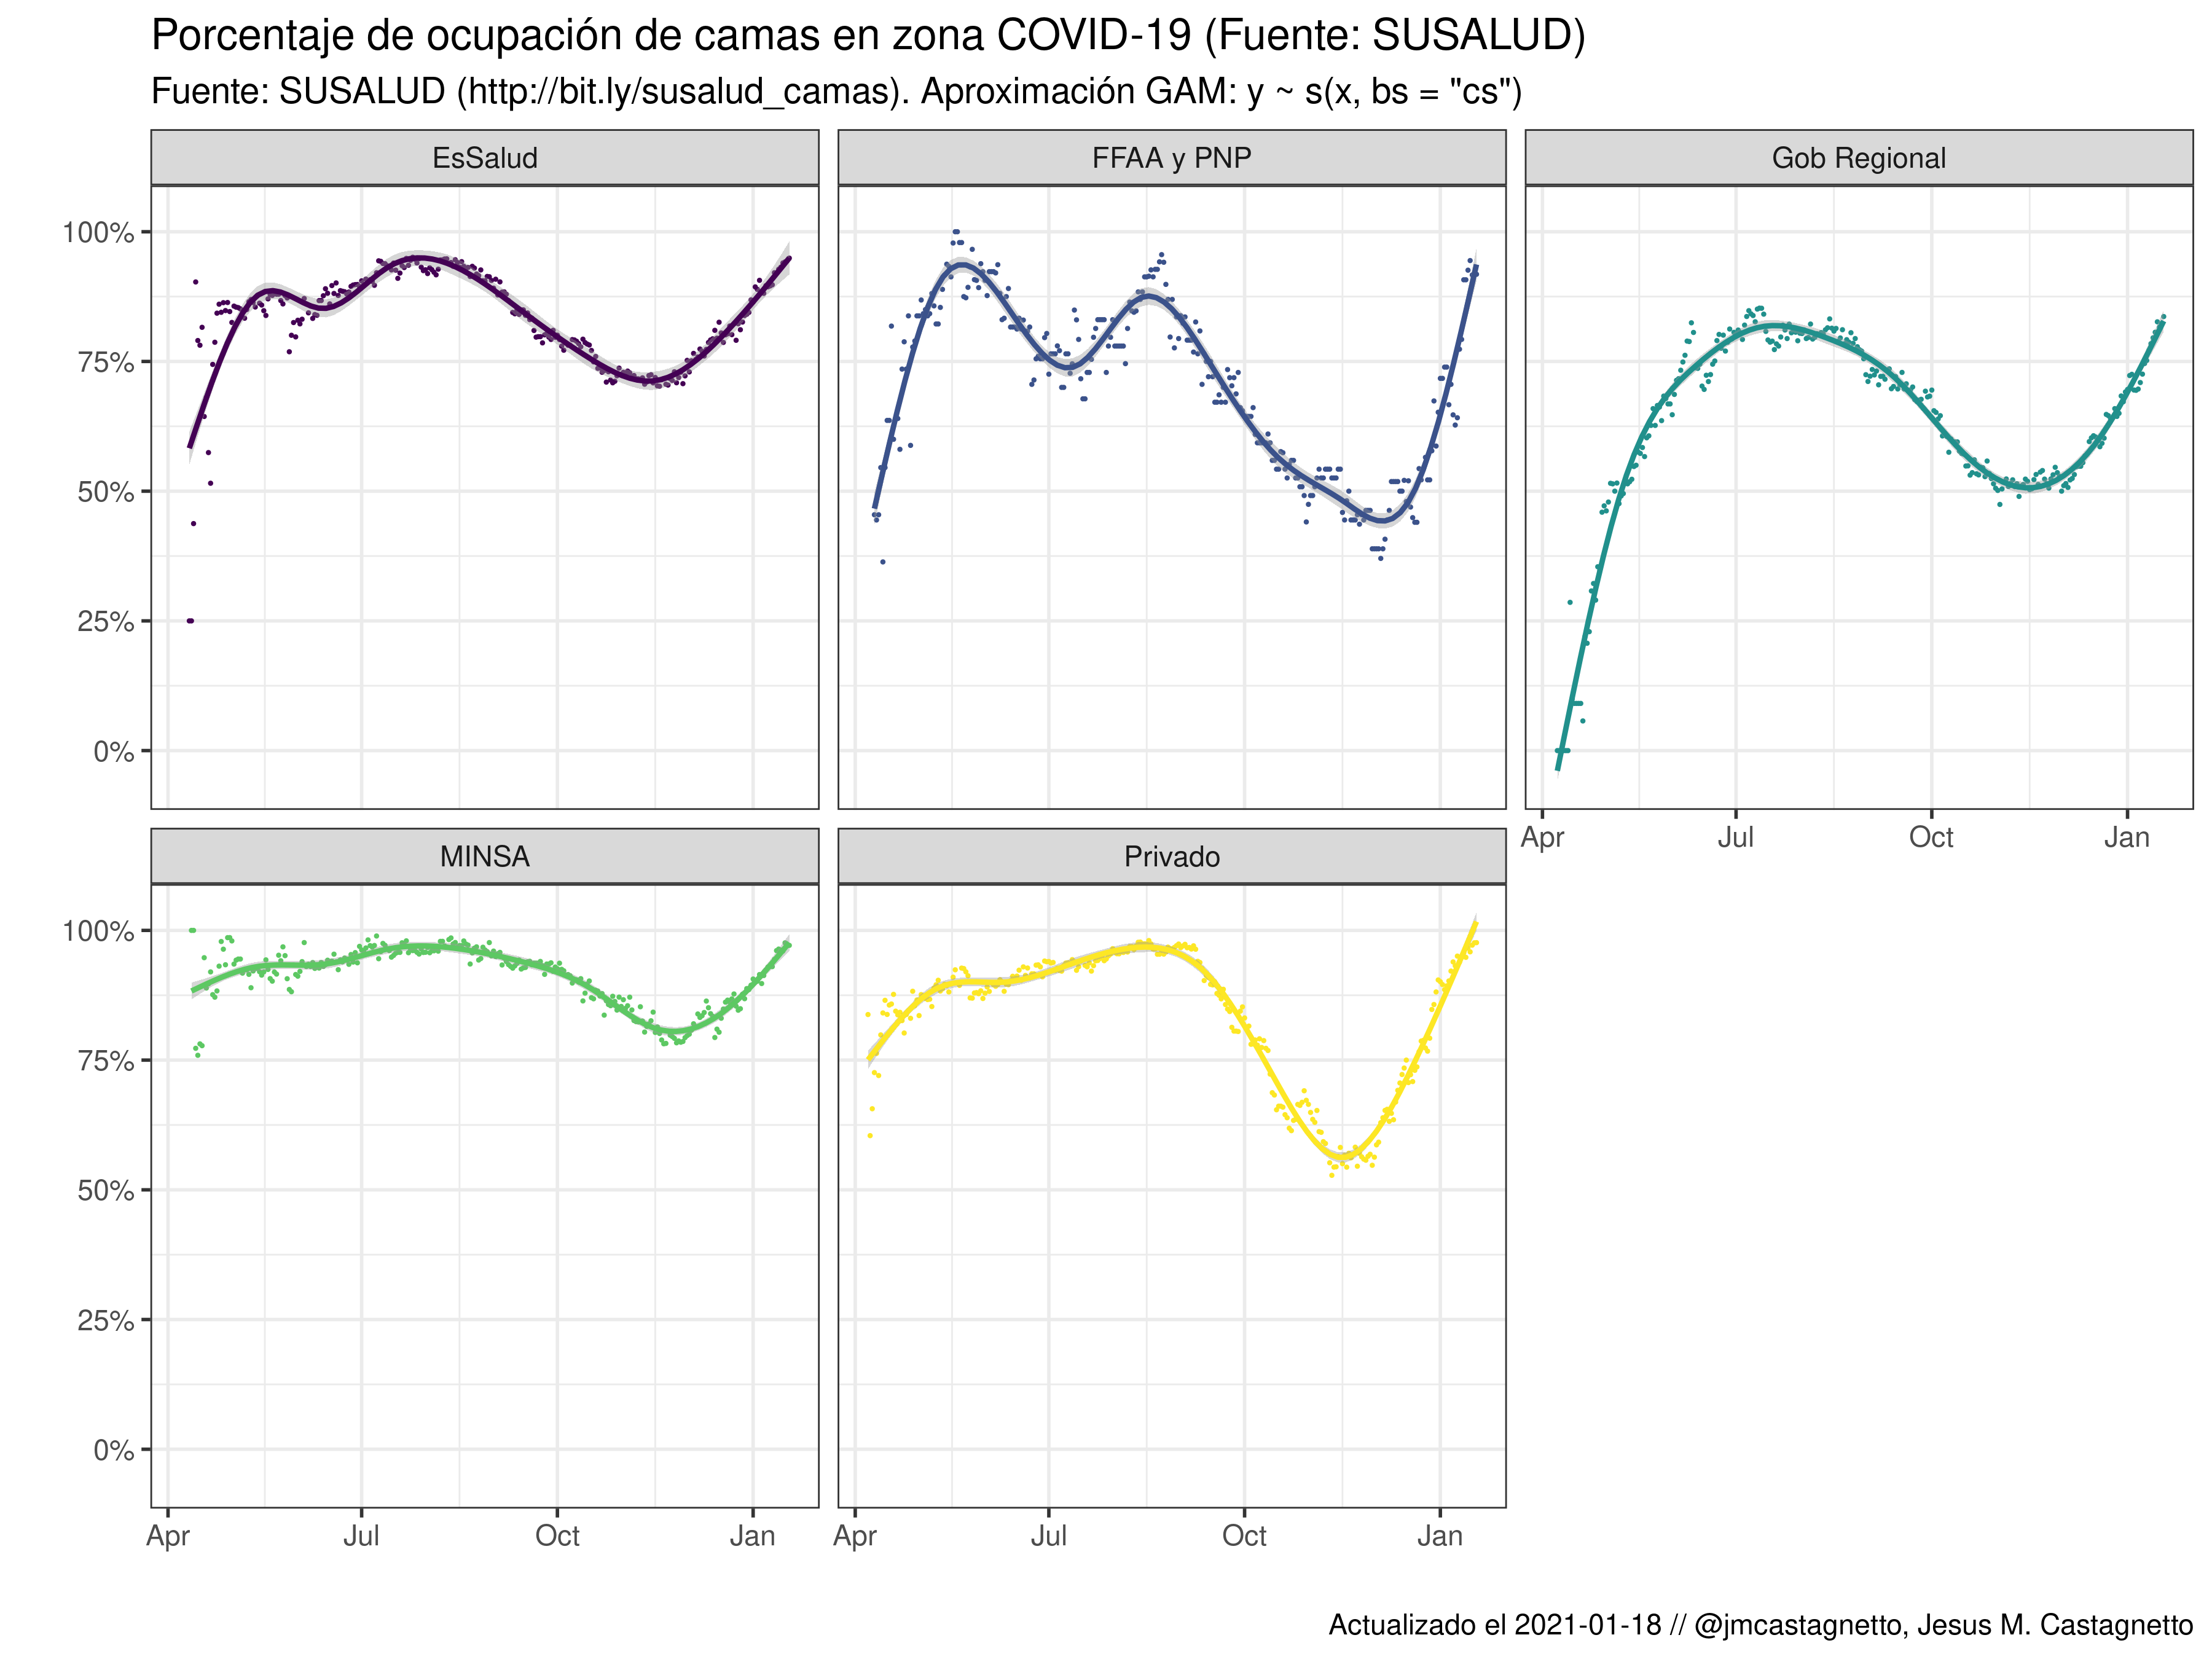 Porcentaje de ocupación de camas en zona COVID-19 (Fuente: SUSALUD)
Fuente: SUSALUD (http://bit.ly/susalud_camas). Aproximación GAM: y ~ s(x, bs = "cs")
EsSalud
FFAA y PNP
Gob Regional
100%
75%
50%
25%
0%
Apr
Jul
Oct
Jan
MINSA
Privado
100%
75%
50%
25%
0%
Apr
Jul
Oct
Jan
Apr
Jul
Oct
Jan
Actualizado el 2021-01-18 // @jmcastagnetto, Jesus M. Castagnetto